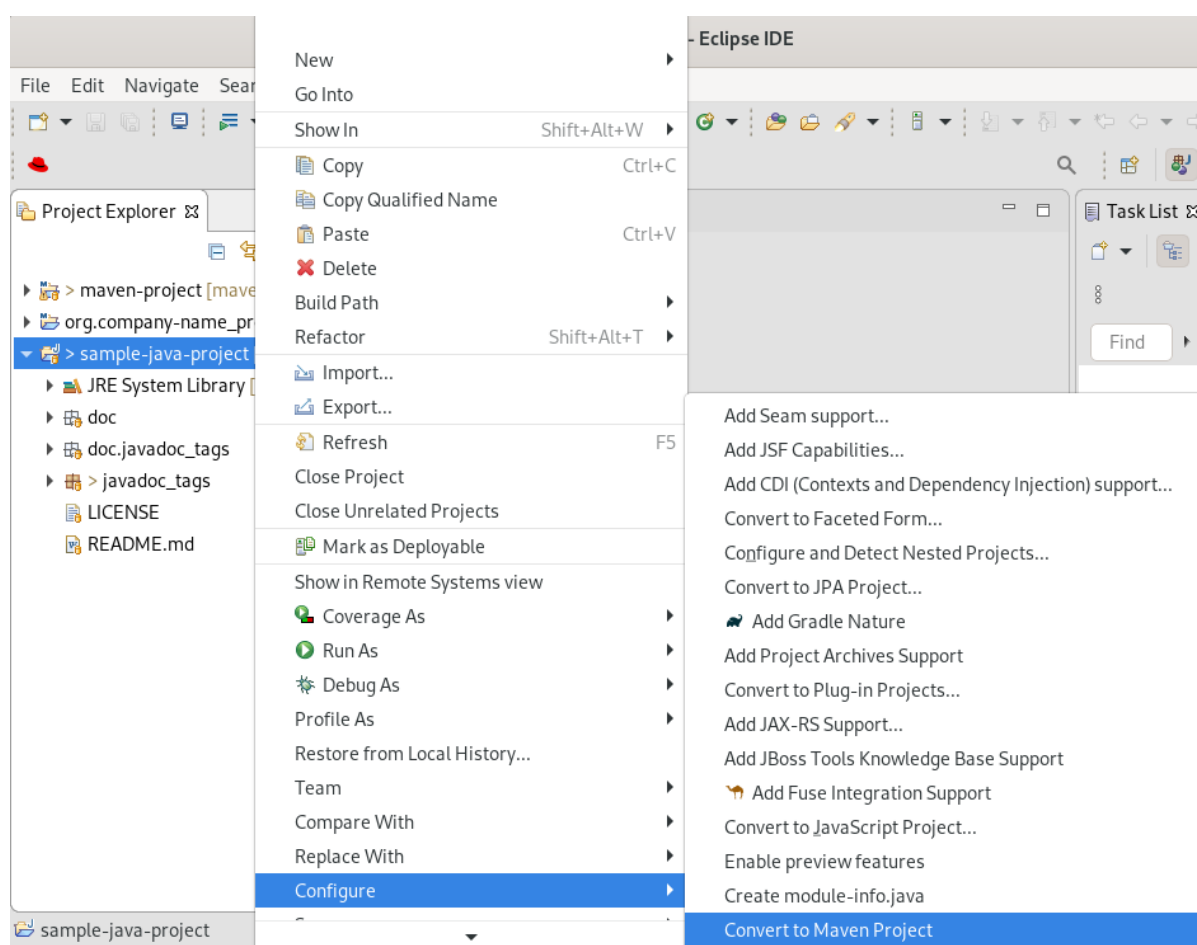 - Eclipse IDE
File Edit Navigate Sear
Project Explorer
> maven-project [mave
org.company-name_pr
> sample-java-project
JRE System Library [
doc
doc.javadoc_tags
> javadoc_tags
LICENSE
README.md
sample-java-project
New
Go Into
Show In Shift+Alt+W
Copy Ctrl+C
Copy Qualified Name
Paste Ctrl+V
Delete
Build Path
Refactor Shift+Alt+T
Import...
Export...
Refresh F5
Close Project
Close Unrelated Projects
Mark as Deployable
Show in Remote Systems view
Coverage As
Run As
Debug As
Profile As
Restore from Local History...
Team
Compare With
Replace With
Configure
Task List
Find
Add Seam support...
Add JSF Capabilities...
Add CDI (Contexts and Dependency Injection) support...
Convert to Faceted Form...
Configure and Detect Nested Projects...
Convert to JPA Project...
Add Gradle Nature
Add Project Archives Support
Convert to Plug-in Projects...
Add JAX-RS Support...
Add JBoss Tools Knowledge Base Support
Add Fuse Integration Support
Convert to JavaScript Project...
Enable preview features
Create module-info.java
Convert to Maven Project